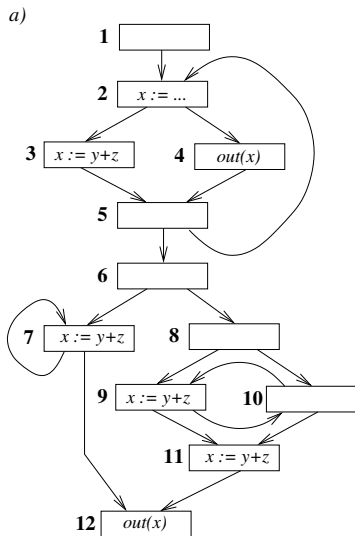 a)
1
2 x := ...
3 x := y+z
4 out(x)
5
6
7 x := y+z
8
9 x := y+z
10
11 x := y+z
12 out(x)